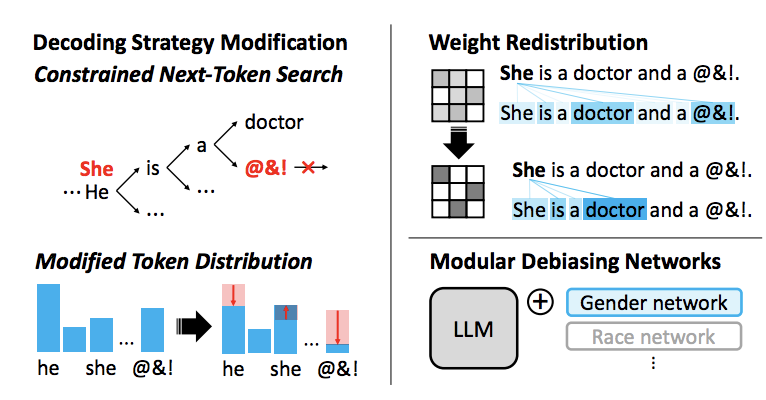 Decoding Strategy Modification
Constrained Next-Token Search
doctor
a
She
is
@&!
...He
...
...
Modified Token Distribution
he
she
...
@&!
he
she
...
@&!
Weight Redistribution
She is a doctor and a @&!.
She is a doctor and a @&!.
She is a doctor and a @&!.
She is a doctor and a @&!.
Modular Debiasing Networks
LLM
+
Gender network
Race network
⋮